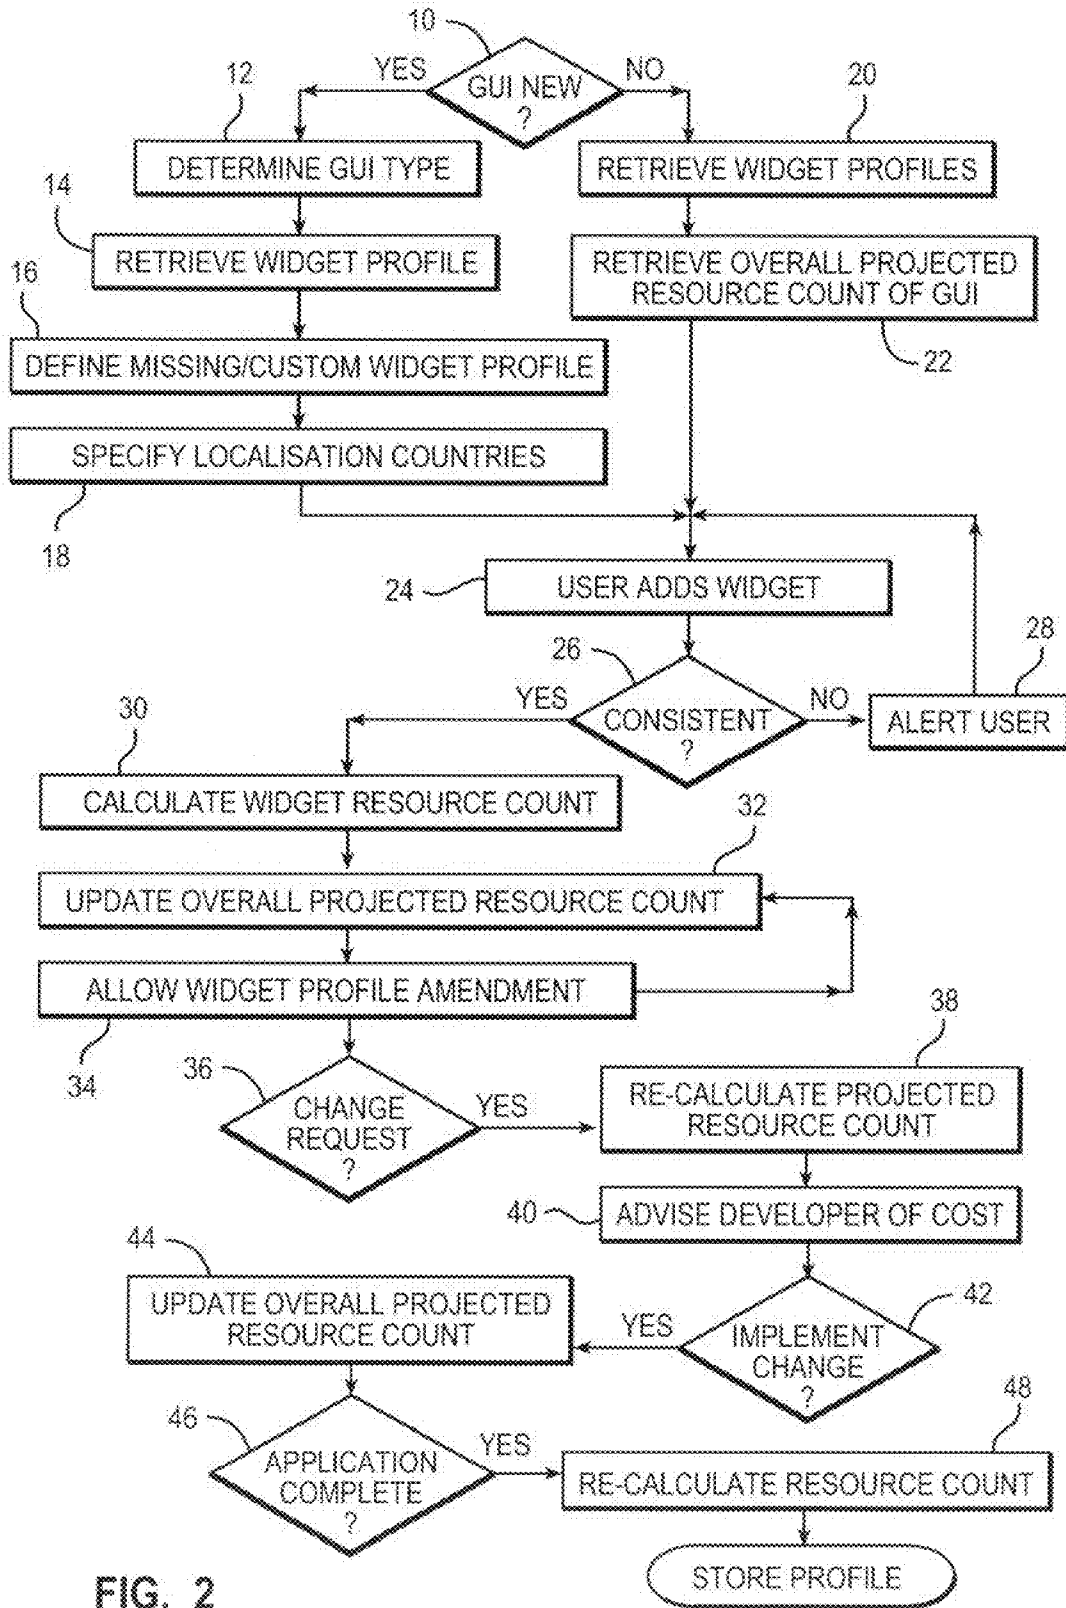 10
YES
GUI NEW
?
NO
12
20
DETERMINE GUI TYPE
RETRIEVE WIDGET PROFILES
14
RETRIEVE WIDGET PROFILE
RETRIEVE OVERALL PROJECTED
RESOURCE COUNT OF GUI
16
22
DEFINE MISSING/CUSTOM WIDGET PROFILE
SPECIFY LOCALISATION COUNTRIES
18
24
USER ADDS WIDGET
26
28
YES
CONSISTENT
?
NO
ALERT USER
30
CALCULATE WIDGET RESOURCE COUNT
32
UPDATE OVERALL PROJECTED RESOURCE COUNT
ALLOW WIDGET PROFILE AMENDMENT
34
36
CHANGE
REQUEST
?
YES
38
RE-CALCULATE PROJECTED
RESOURCE COUNT
40
ADVISE DEVELOPER OF COST
44
UPDATE OVERALL PROJECTED
RESOURCE COUNT
YES
IMPLEMENT
CHANGE
?
42
46
APPLICATION
COMPLETE
?
YES
48
RE-CALCULATE RESOURCE COUNT
STORE PROFILE
FIG. 2